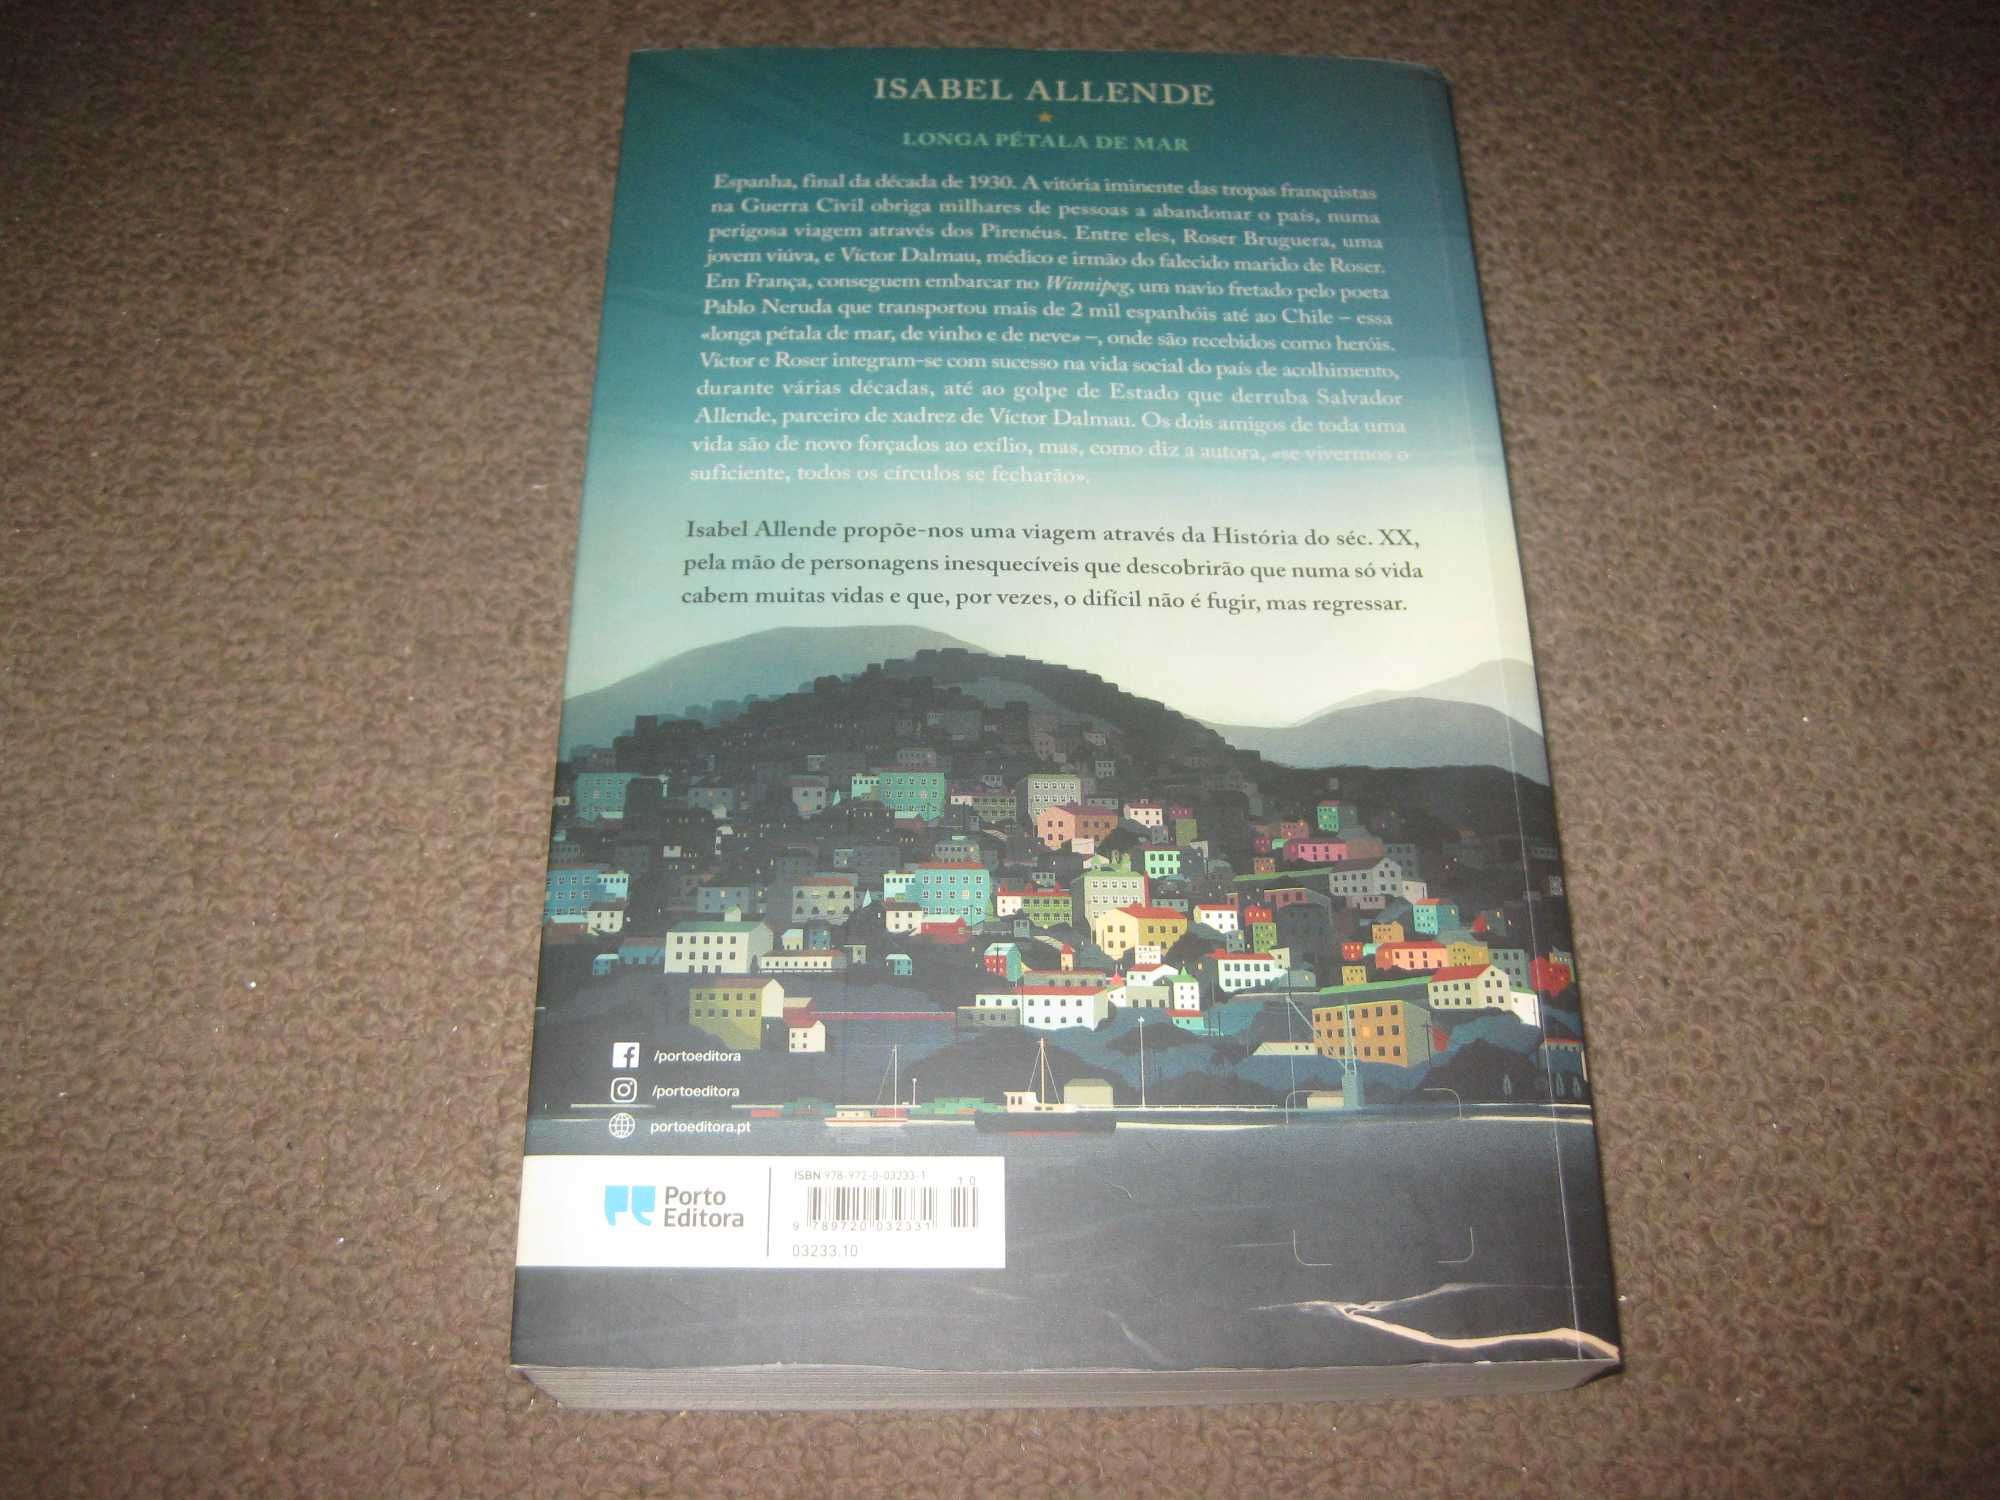 ISABEL ALLENDE
LONGA PÉTALA DE MAR
Espanha, final da década de 1930. A vitória iminente das tropas franquistas
na Guerra Civil obriga milhares de pessoas a abandonar o país, numa
perigosa viagem através dos Pirenéus. Entre eles, Roser Bruguera, uma
jovem viúva, e Víctor Dalmau, médico e irmão do falecido marido de Roser.
Em França, conseguem embarcar no Winnipeg, um navio fretado pelo poeta
Pablo Neruda que transportou mais de 2 mil espanhóis até ao Chile – essa
«longa pétala de mar, de vinho e de neve» –, onde são recebidos como heróis.
Víctor e Roser integram-se com sucesso na vida social do país de acolhimento,
durante várias décadas, até ao golpe de Estado que derruba Salvador
Allende, parceiro de xadrez de Víctor Dalmau. Os dois amigos de toda uma
vida são de novo forçados ao exílio, mas, como diz a autora, «se vivermos o
suficiente, todos os círculos se fecharão».
Isabel Allende propõe-nos uma viagem através da História do séc. XX,
pela mão de personagens inesquecíveis que descobrirão que numa só vida
cabem muitas vidas e que, por vezes, o difícil não é fugir, mas regressar.
/portoeditora
/portoeditora
portoeditora.pt
Porto
Editora
ISBN 978-972-0-03233-1
10
9 789720 032331
03233.10